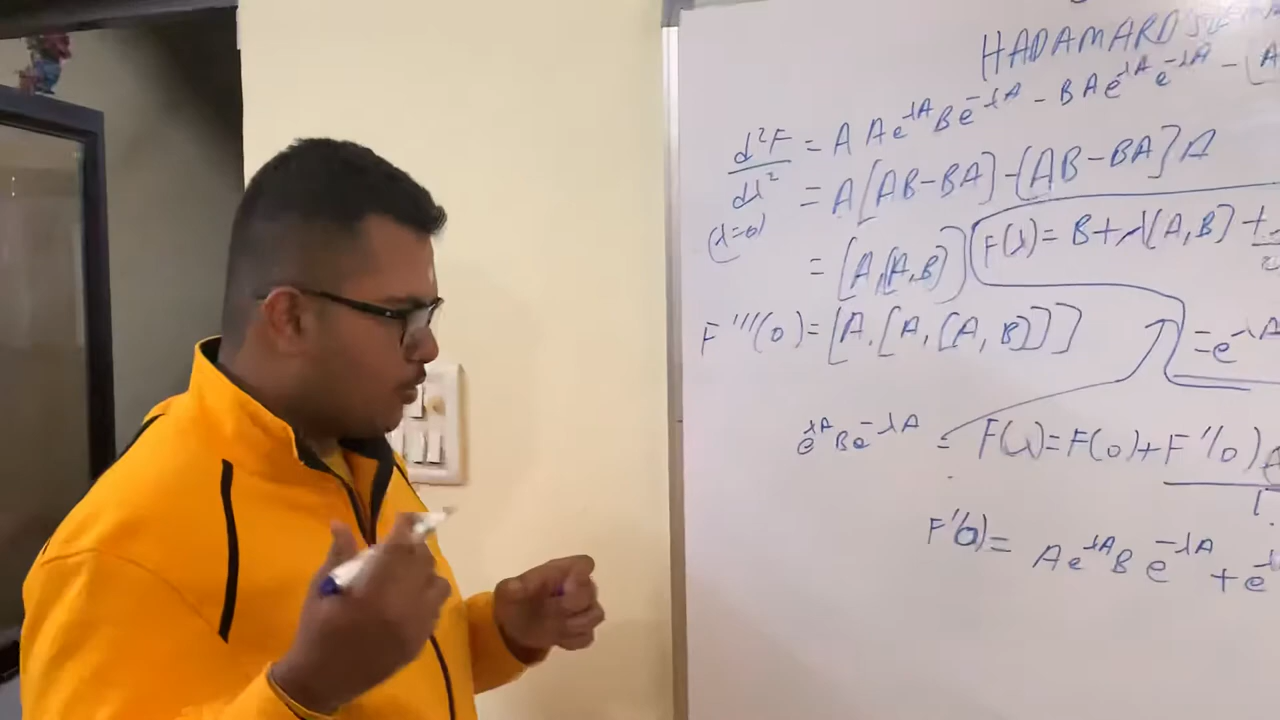 HADAMARD
d²F/dλ² = A A e^λA B e^-λA - B A e^λA e^-λA - [A
(λ=0) = A[AB-BA]-[AB-BA]A
= [A,[A,B]]
F(λ)= B+λ[A,B]+
F'''(0)=[A,[A,[A,B]]]
=e^-λA
e^λA B e^-λA = F(λ)=F(0)+F'(0)
1!
F'(0)= A e^λA B e^-λA + e